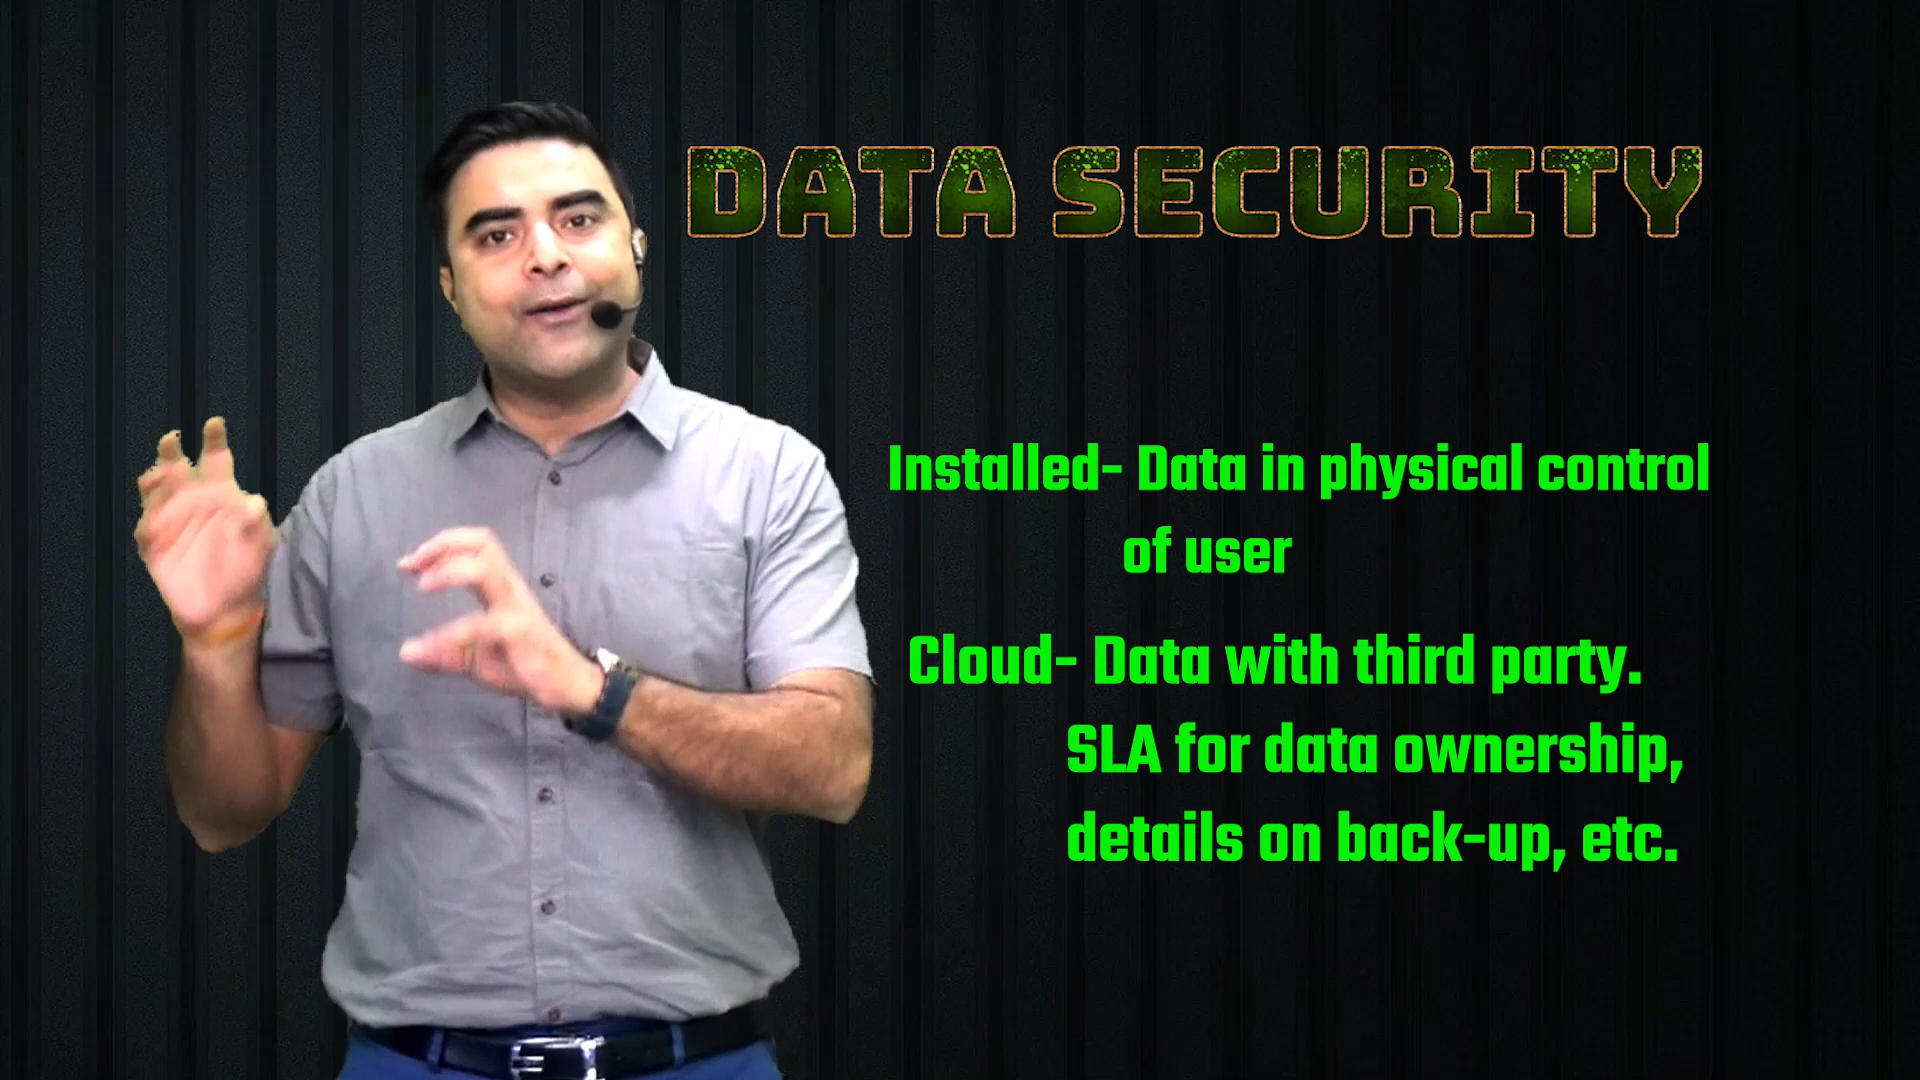 DATA SECURITY
Installed- Data in physical control
of user
Cloud- Data with third party.
SLA for data ownership,
details on back-up, etc.